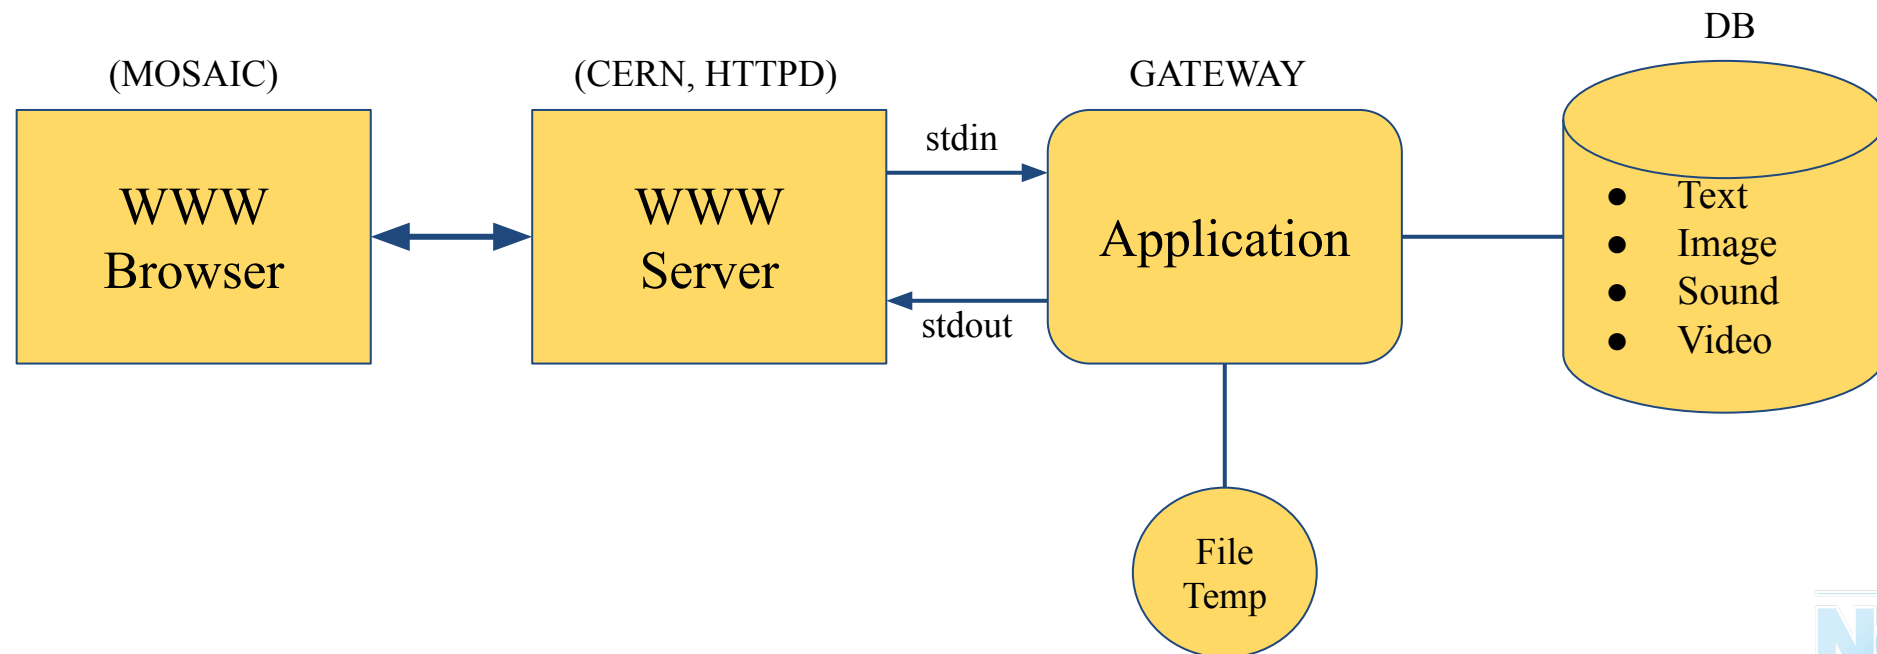 DB
(MOSAIC)
(CERN, HTTPD)
GATEWAY
WWW
Browser
WWW
Server
stdin
stdout
Application
● Text
● Image
● Sound
● Video
File
Temp